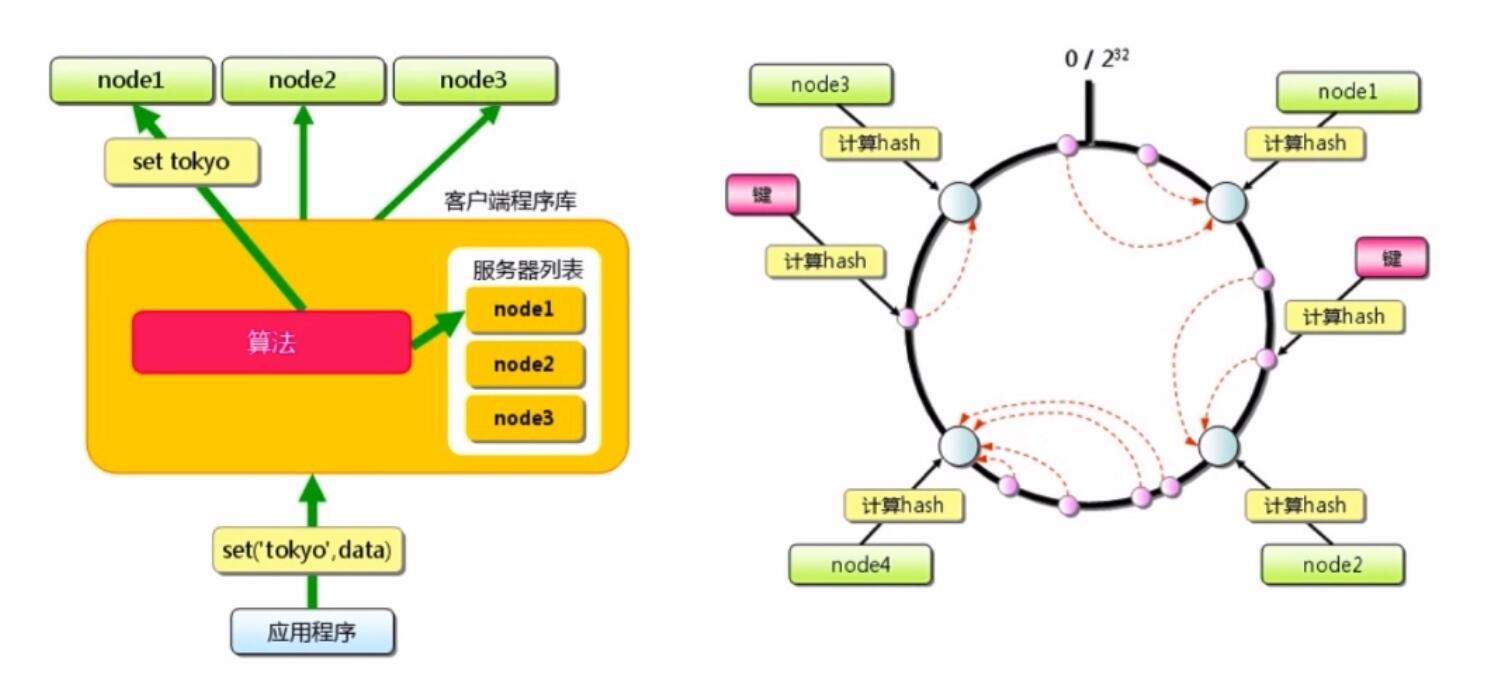 node1
node2
node3
set tokyo
客户端程序库
服务器列表
node1
node2
node3
算法
set('tokyo',data)
应用程序
0 / 2³²
node3
计算hash
node1
计算hash
键
计算hash
键
计算hash
计算hash
node4
计算hash
node2